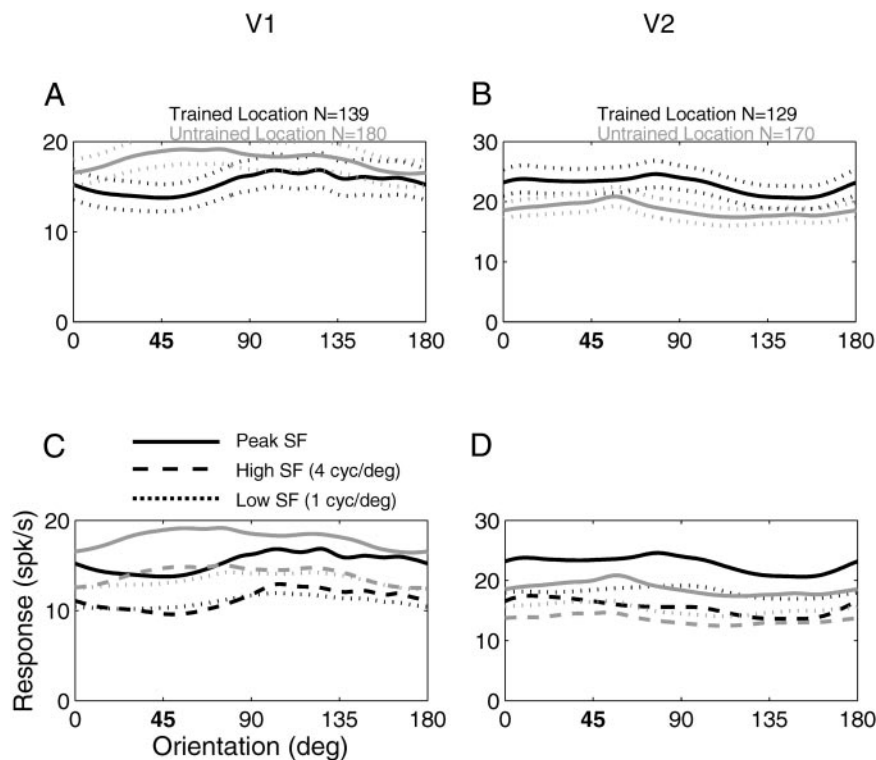 V1
V2
A
Trained Location N=139
Untrained Location N=180
20
10
0
0 45 90 135 180
B
Trained Location N=129
Untrained Location N=170
30
20
10
0
0 45 90 135 180
C
Peak SF
High SF (4 cyc/deg)
Low SF (1 cyc/deg)
20
10
0
0 45 90 135 180
Response (spk/s)
Orientation (deg)
D
30
20
10
0
0 45 90 135 180